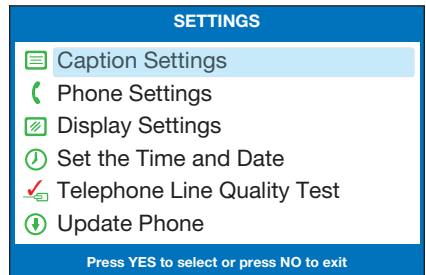 SETTINGS
Caption Settings
Phone Settings
Display Settings
Set the Time and Date
Telephone Line Quality Test
Update Phone
Press YES to select or press NO to exit